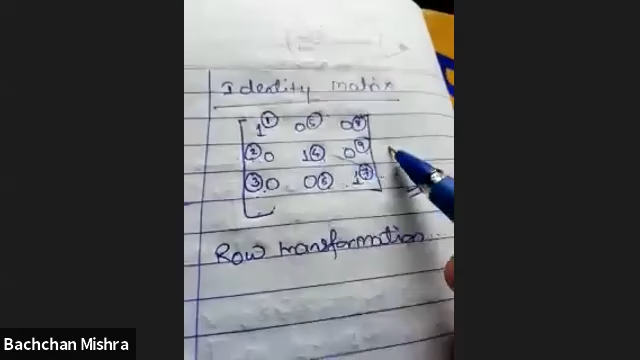 Identity matrix
1① 0⑤ 0⑧
②0 1④ 0⑨
③0 0⑥ 1⑦
Row transformation...
Bachchan Mishra